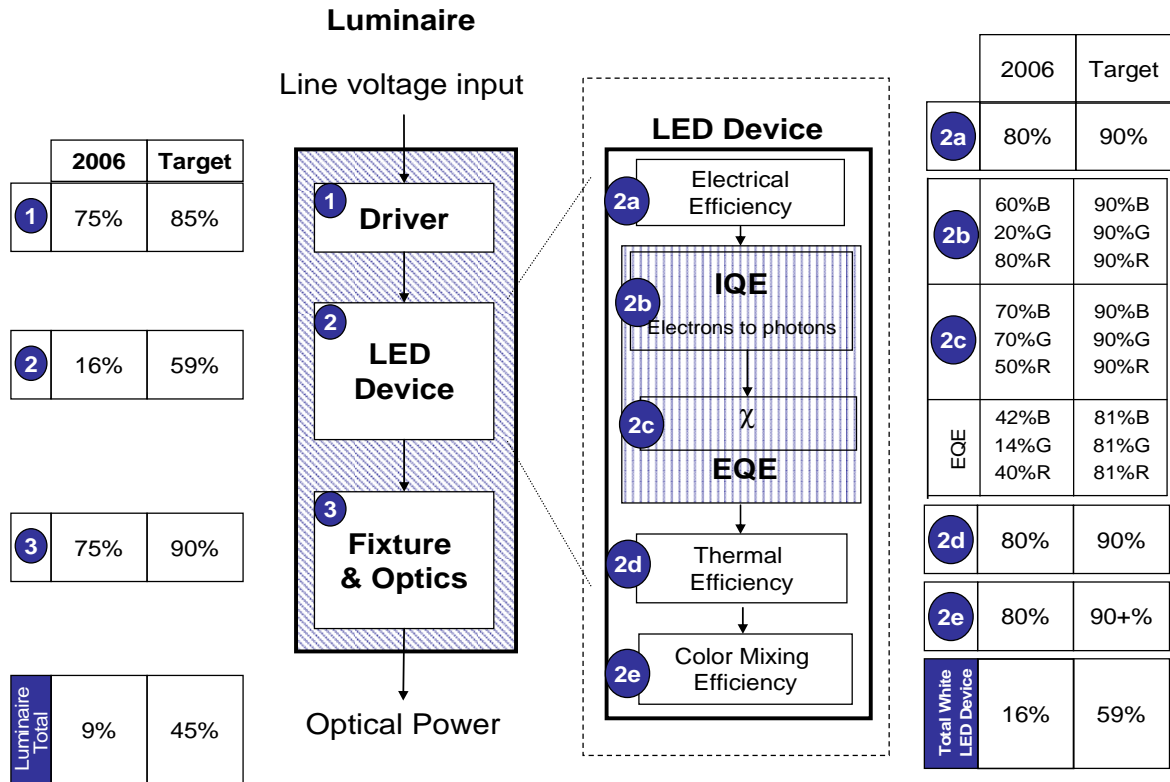 Luminaire
Line voltage input
2006 Target
1 75% 85%
2 16% 59%
3 75% 90%
Luminaire
Total
9% 45%
1
Driver
2
LED
Device
3
Fixture
& Optics
Optical Power
LED Device
2a
Electrical
Efficiency
2b
IQE
Electrons to photons
2c
χ
EQE
2d
Thermal
Efficiency
2e
Color Mixing
Efficiency
2006 Target
2a 80% 90%
2b
60%B 90%B
20%G 90%G
80%R 90%R
2c
70%B 90%B
70%G 90%G
50%R 90%R
EQE
42%B 81%B
14%G 81%G
40%R 81%R
2d 80% 90%
2e 80% 90+%
Total White
LED Device
16% 59%